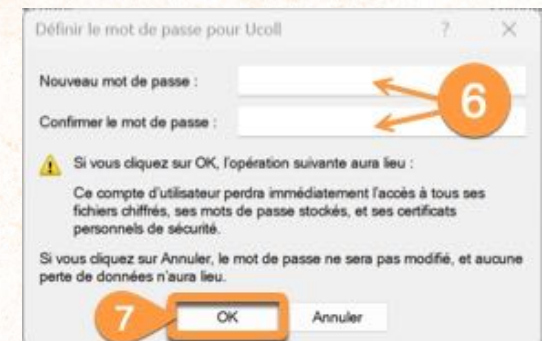 Définir le mot de passe pour Ucoll ? ×
Nouveau mot de passe :
6
Confirmer le mot de passe :
Si vous cliquez sur OK, l'opération suivante aura lieu :
Ce compte d'utilisateur perdra immédiatement l'accès à tous ses
fichiers chiffrés, ses mots de passe stockés, et ses certificats
personnels de sécurité.
Si vous cliquez sur Annuler, le mot de passe ne sera pas modifié, et aucune
perte de données n'aura lieu.
7 OK Annuler